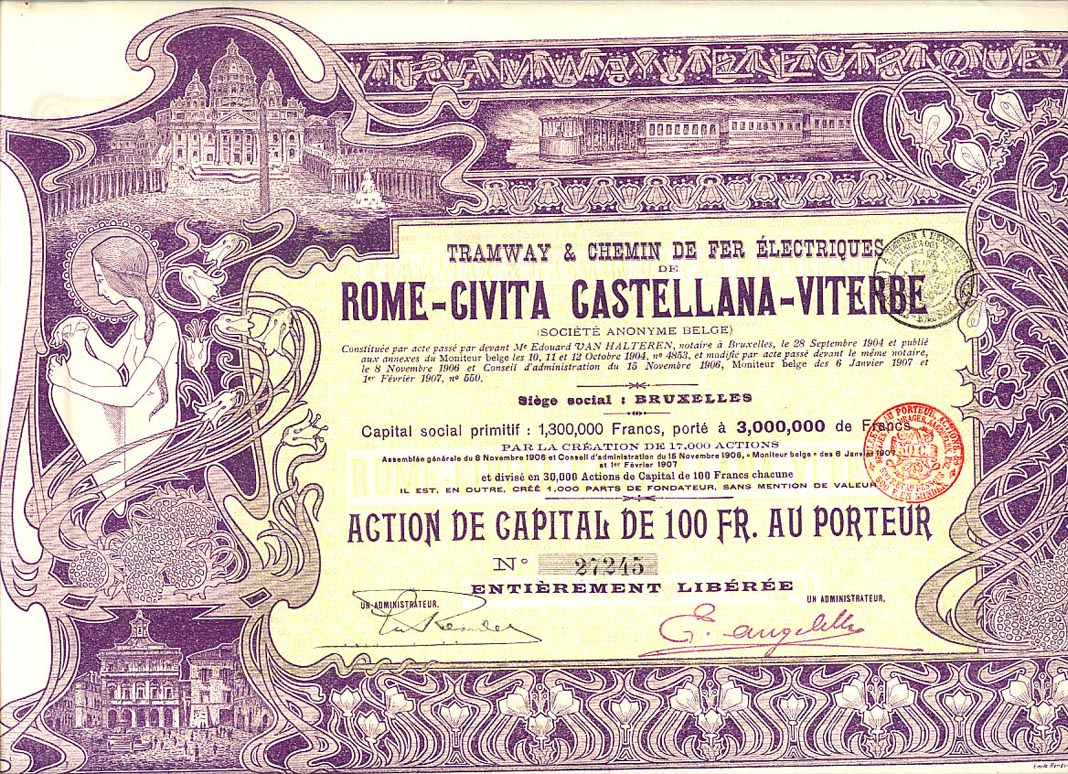 TRAMWAY ÉLECTRIQUE
TRAMWAY & CHEMIN DE FER ÉLECTRIQUES
DE
ROME-CIVITA CASTELLANA-VITERBE
(SOCIÉTÉ ANONYME BELGE)
Constituée par acte passé par devant Me Edouard VAN HALTEREN, notaire à Bruxelles, le 28 Septembre 1904 et publié
aux annexes du Moniteur belge les 10, 11 et 12 Octobre 1904, no 4853, et modifié par acte passé devant le même notaire,
le 8 Novembre 1906 et Conseil d'administration du 15 Novembre 1906, Moniteur belge des 6 Janvier 1907 et
1er Février 1907, no 550.
Siège social : BRUXELLES
Capital social primitif : 1,300,000 Francs, porté à 3,000,000 de Francs
PAR LA CRÉATION DE 17.000 ACTIONS
Assemblée générale du 8 Novembre 1906 et Conseil d'administration du 15 Novembre 1906, « Moniteur belge » des 6 Janvier 1907
et 1er Février 1907
et divisé en 30,000 Actions de Capital de 100 Francs chacune
IL EST, EN OUTRE, CRÉÉ 1.000 PARTS DE FONDATEUR, SANS MENTION DE VALEUR
ACTION DE CAPITAL DE 100 FR. AU PORTEUR
No 27245
ENTIÈREMENT LIBÉRÉE
UN ADMINISTRATEUR.
UN ADMINISTRATEUR.